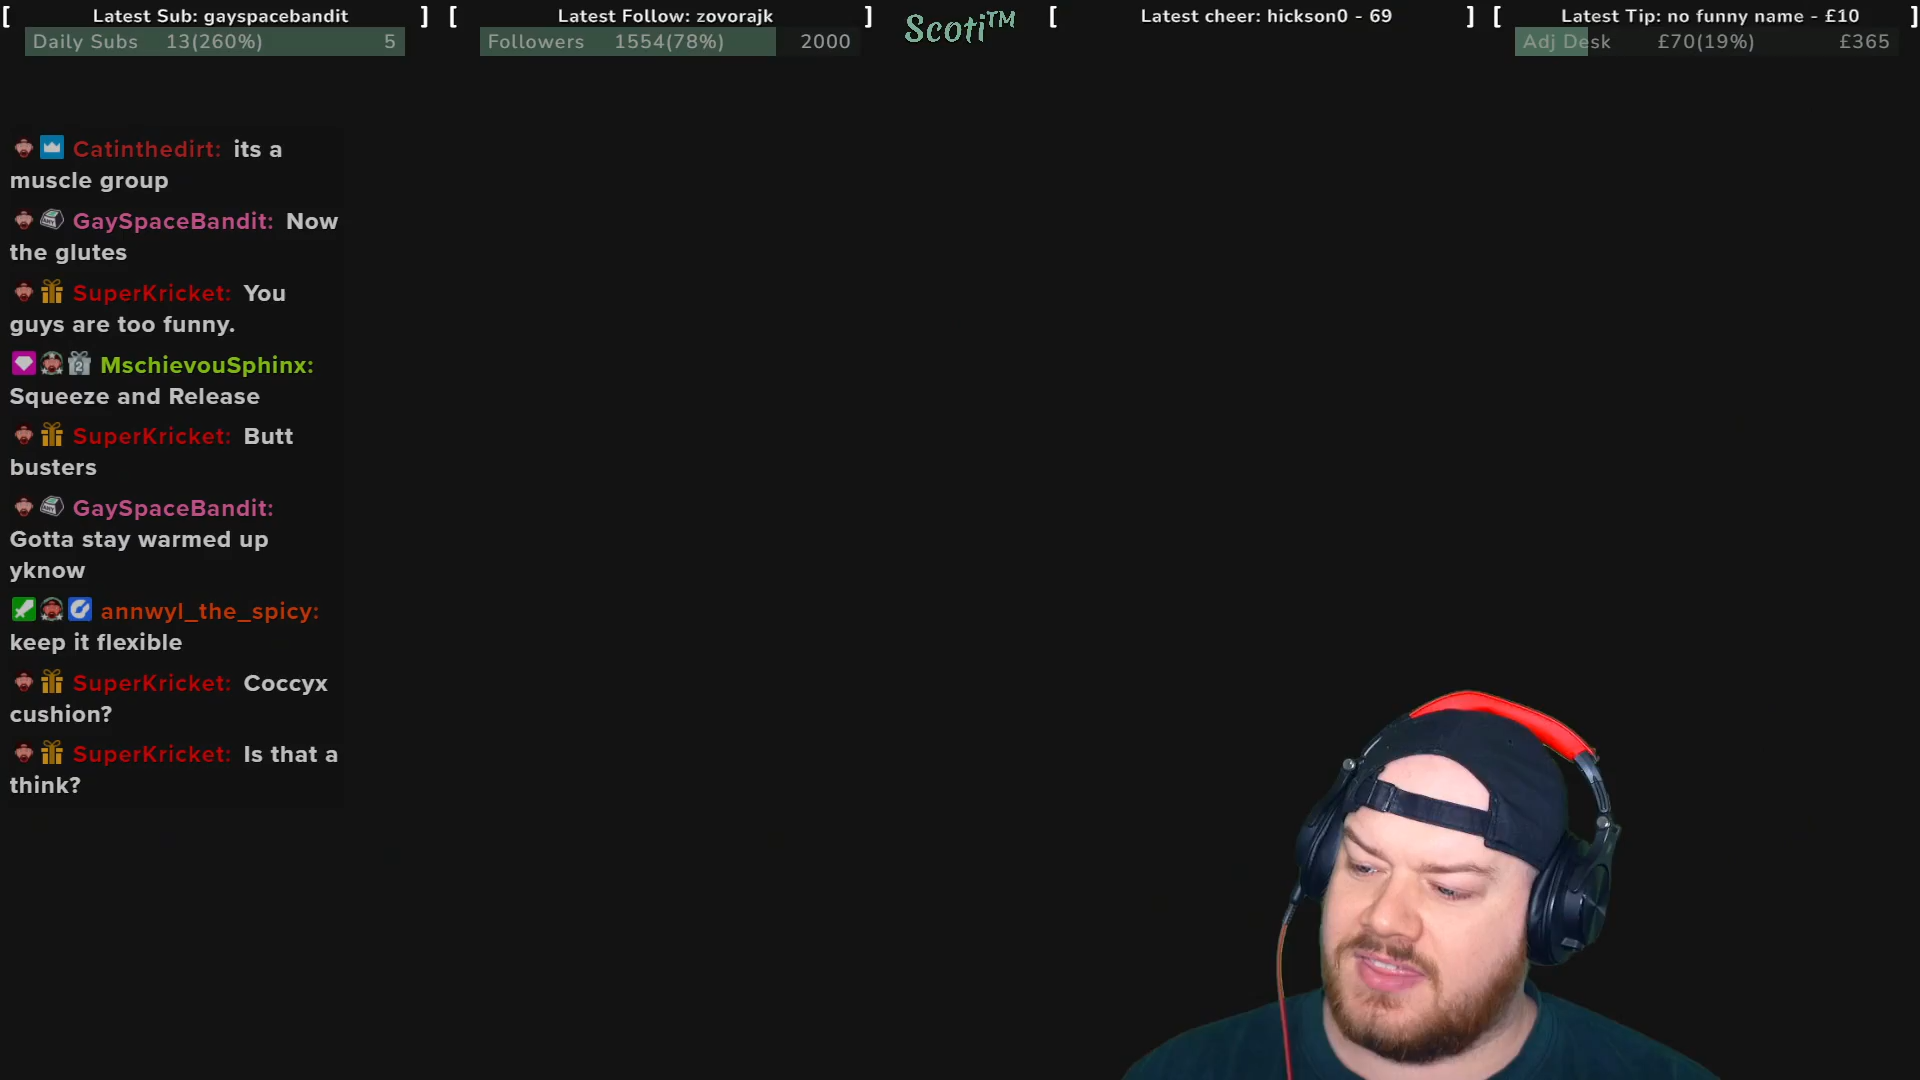 [ Latest Sub: gayspacebandit ]
Daily Subs 13(260%) 5
[ Latest Follow: zovorajk ]
Followers 1554(78%) 2000
Scoti™
[ Latest cheer: hickson0 - 69 ]
[ Latest Tip: no funny name - £10 ]
Adj Desk £70(19%) £365
Catinthedirt: its a
muscle group
GaySpaceBandit: Now
the glutes
SuperKricket: You
guys are too funny.
MschievouSphinx:
Squeeze and Release
SuperKricket: Butt
busters
GaySpaceBandit:
Gotta stay warmed up
yknow
annwyl_the_spicy:
keep it flexible
SuperKricket: Coccyx
cushion?
SuperKricket: Is that a
think?